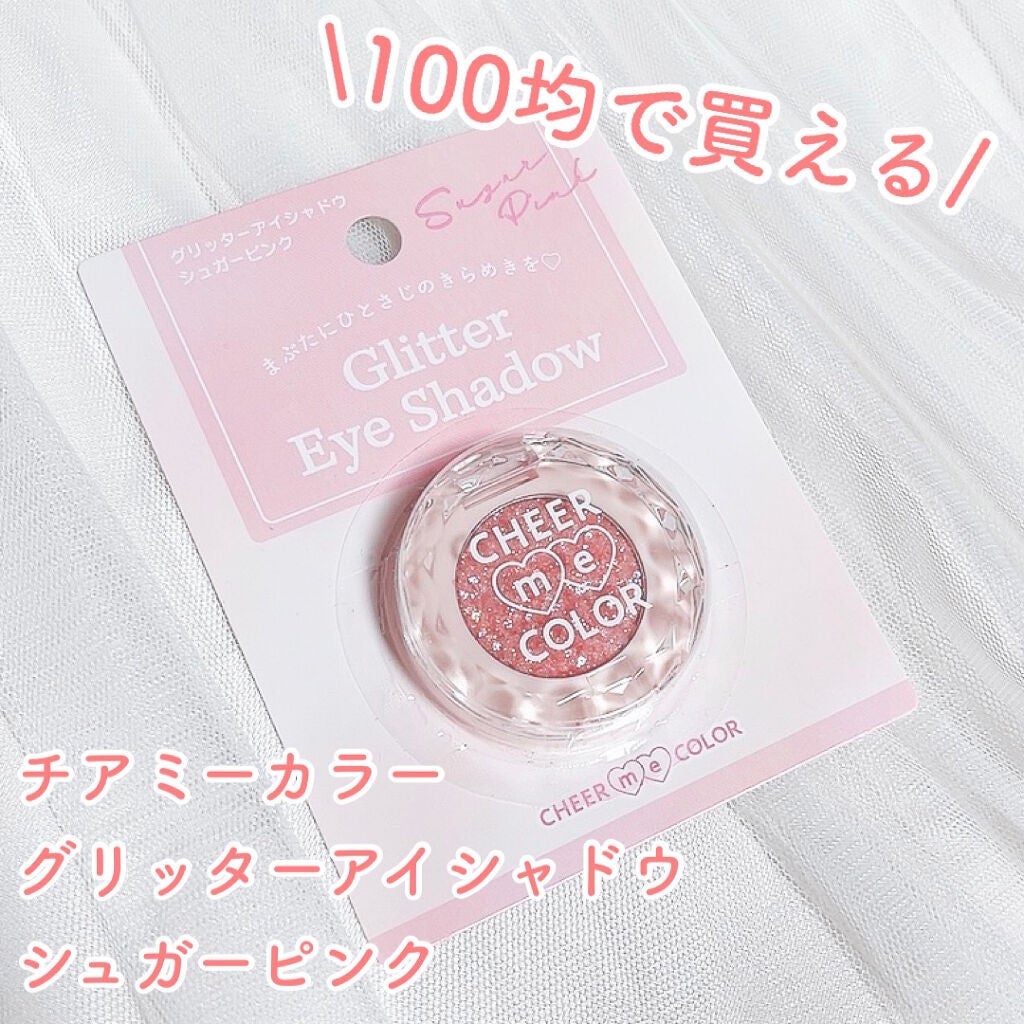 \100均で買える/
Sugar
Pink
グリッターアイシャドウ
シュガーピンク
まぶたにひとさじのきらめきを♡
Glitter
Eye Shadow
CHEER
me
COLOR
CHEER me COLOR
チアミーカラー
グリッターアイシャドウ
シュガーピンク